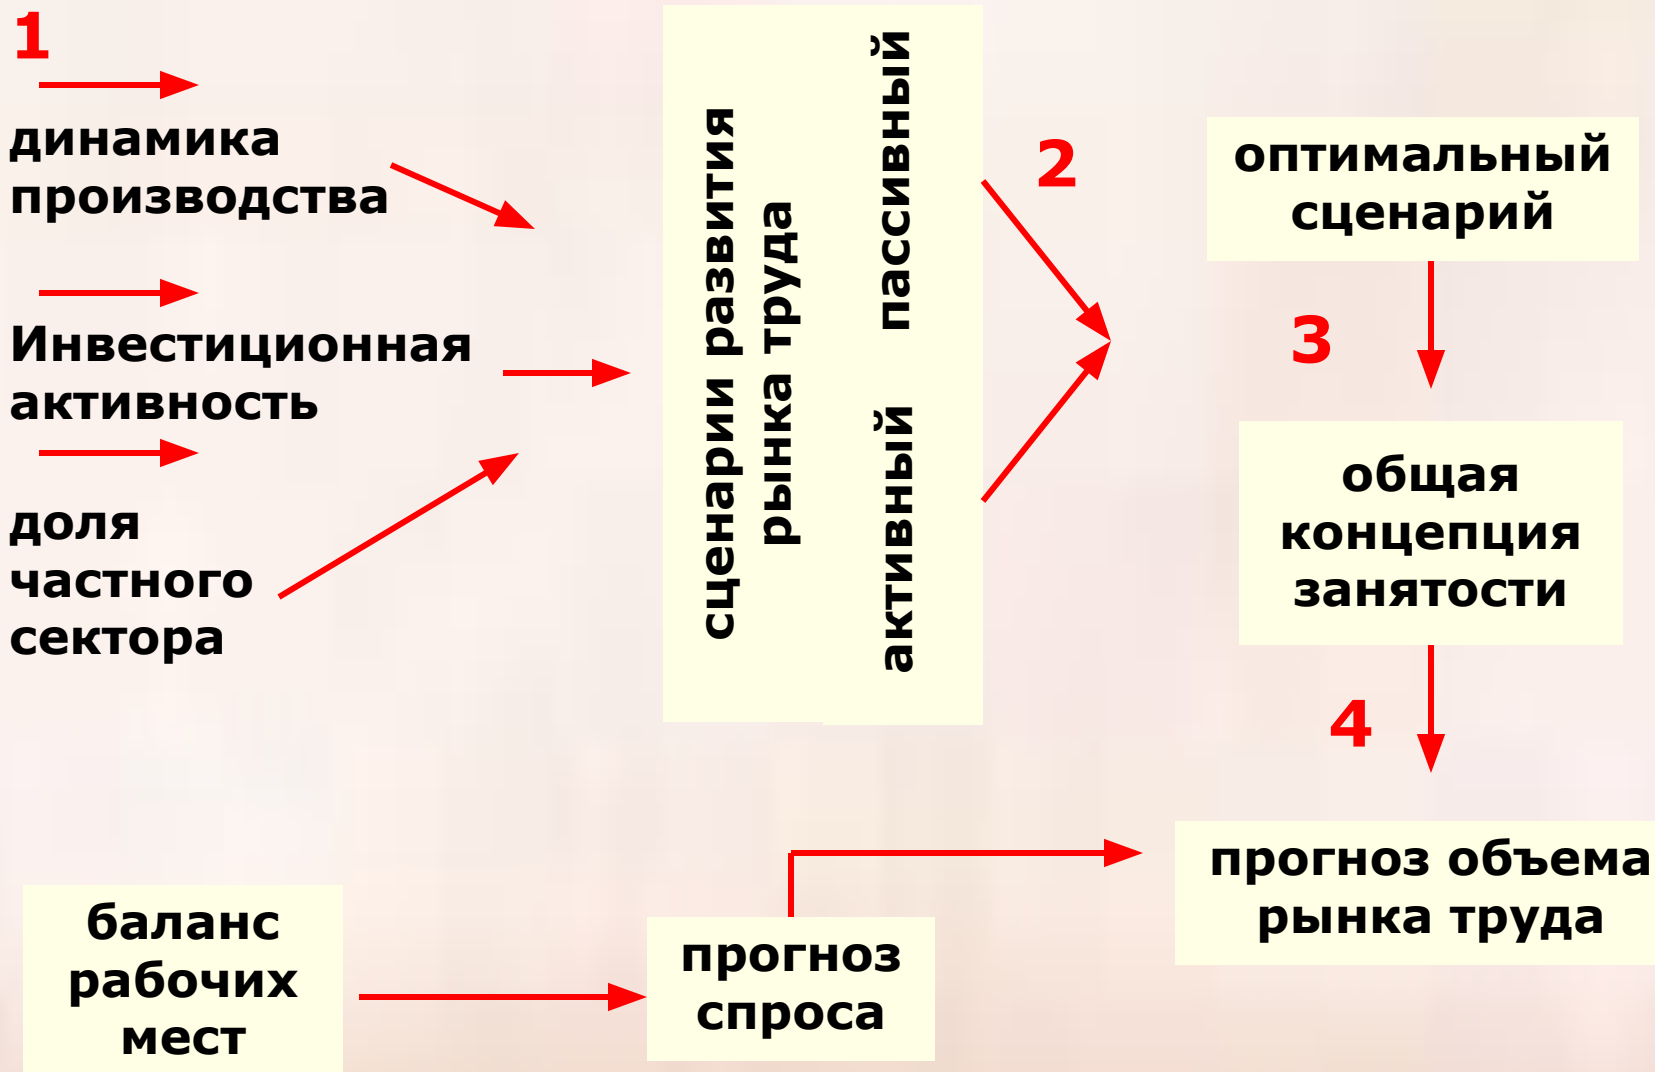 1
динамика
производства
Инвестиционная
активность
доля
частного
сектора
сценарии развития
рынка труда
активный пассивный
2
оптимальный
сценарий
3
общая
концепция
занятости
4
прогноз объема
рынка труда
баланс
рабочих
мест
прогноз
спроса